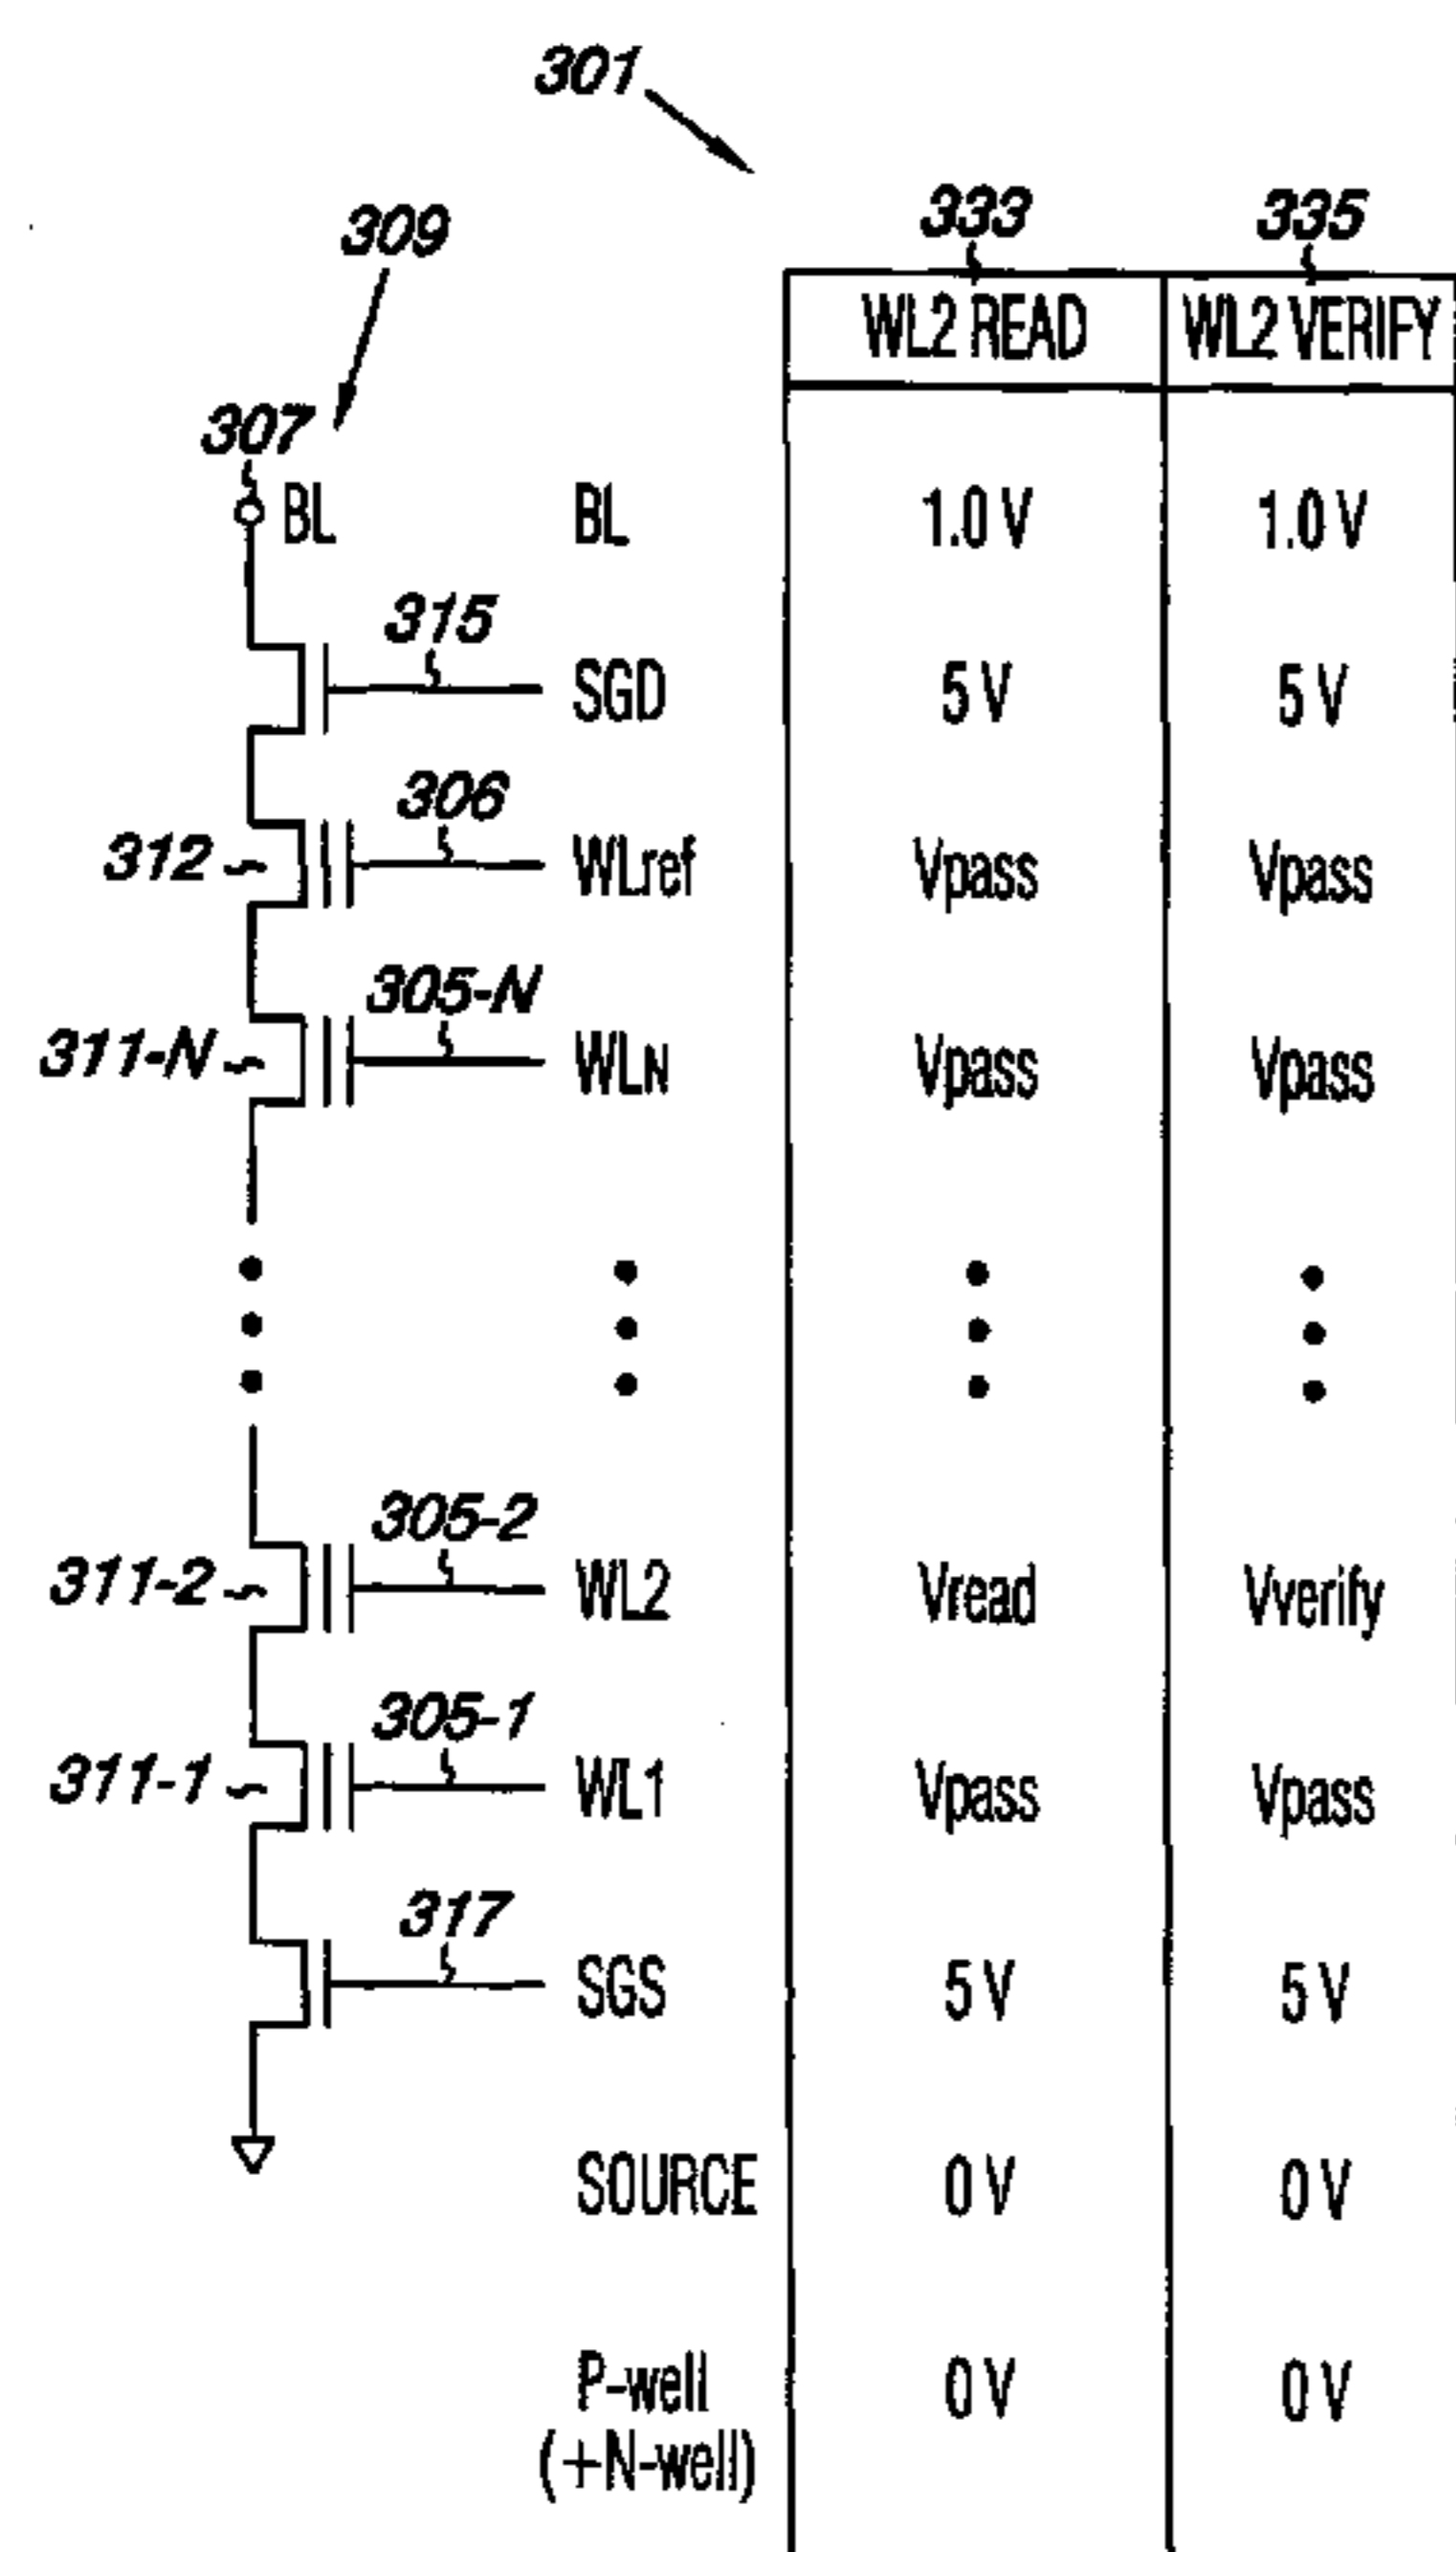 301
309
333 335
WL2 READ WL2 VERIFY
307
BL BL 1.0 V 1.0 V
315
SGD 5 V 5 V
306
312 WLref Vpass Vpass
305-N
311-N WLN Vpass Vpass
305-2
311-2 WL2 Vread Vverify
305-1
311-1 WL1 Vpass Vpass
317
SGS 5 V 5 V
SOURCE 0 V 0 V
P-well 0 V 0 V
(+N-well)